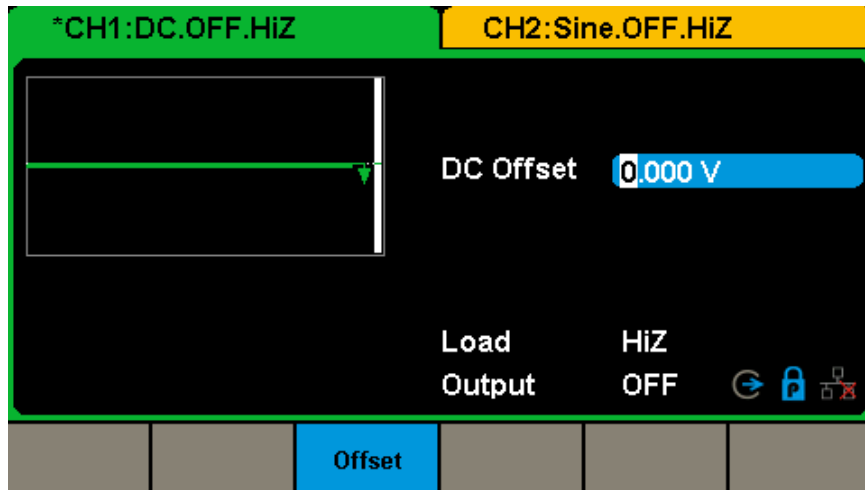 *CH1:DC.OFF.HiZ
CH2:Sine.OFF.HiZ
DC Offset 0.000 V
Load HiZ
Output OFF
Offset